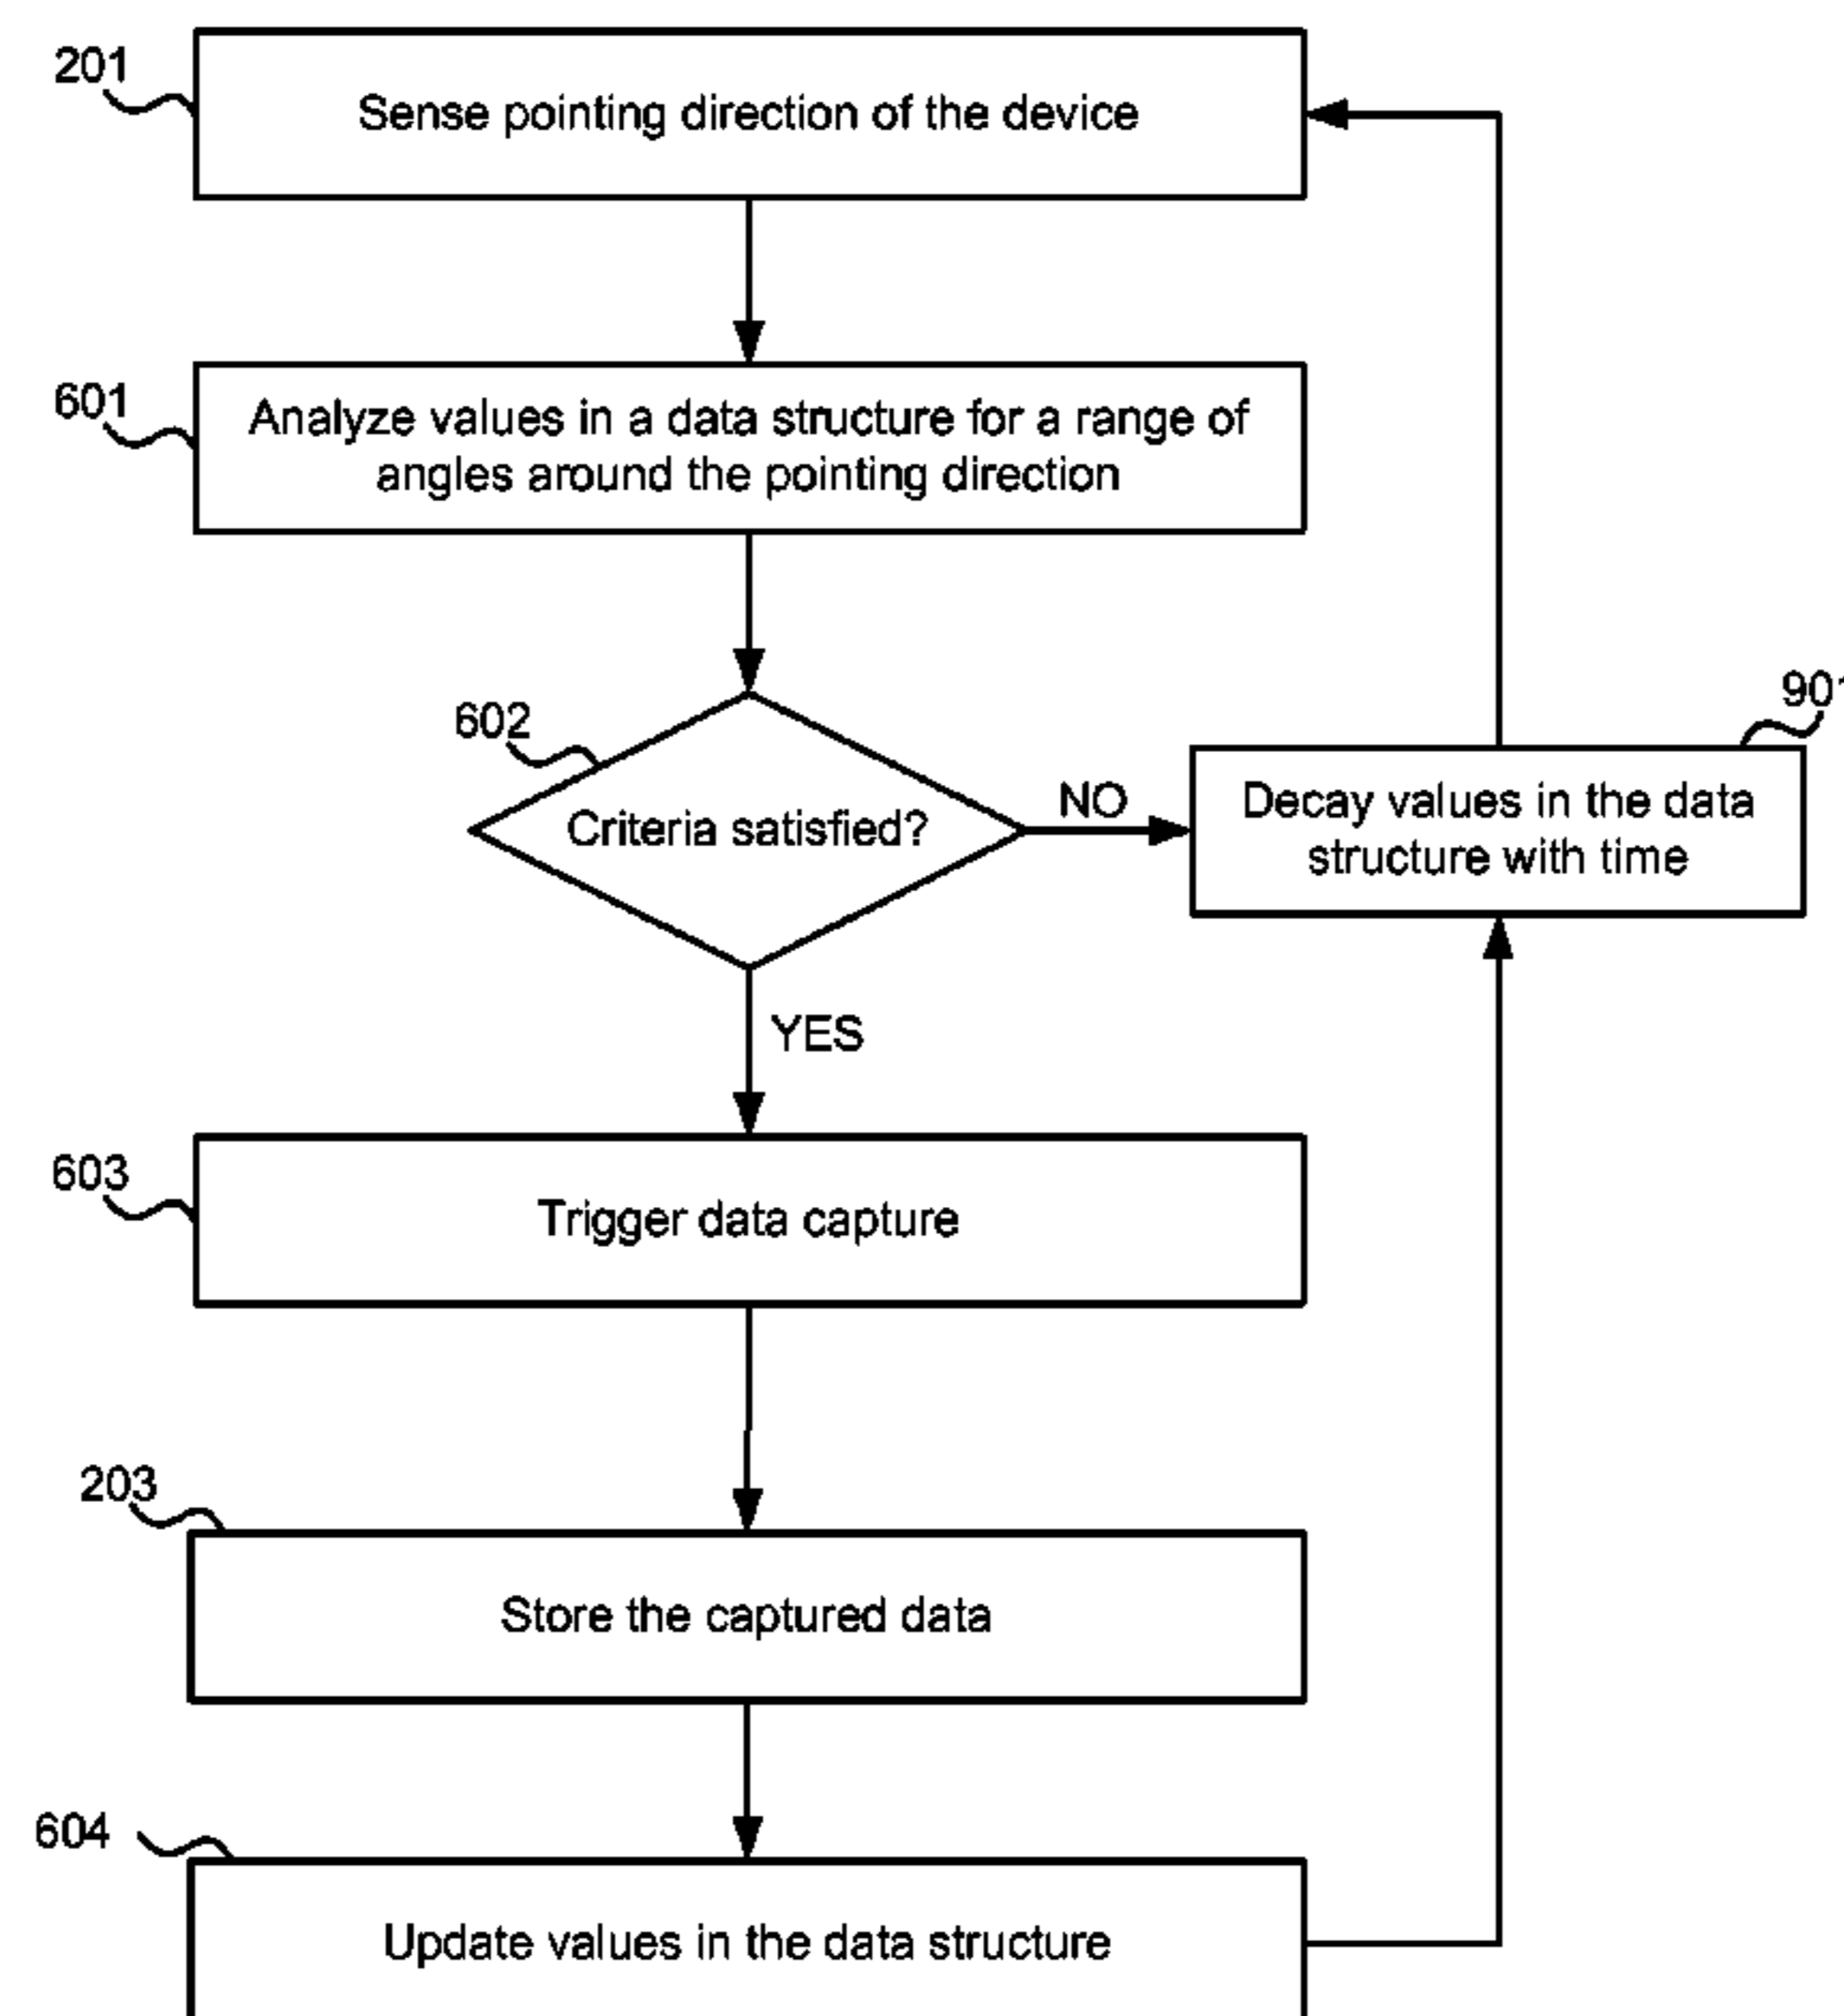 201
Sense pointing direction of the device
601
Analyze values in a data structure for a range of
angles around the pointing direction
602
Criteria satisfied?
NO
901
Decay values in the data
structure with time
YES
603
Trigger data capture
203
Store the captured data
604
Update values in the data structure